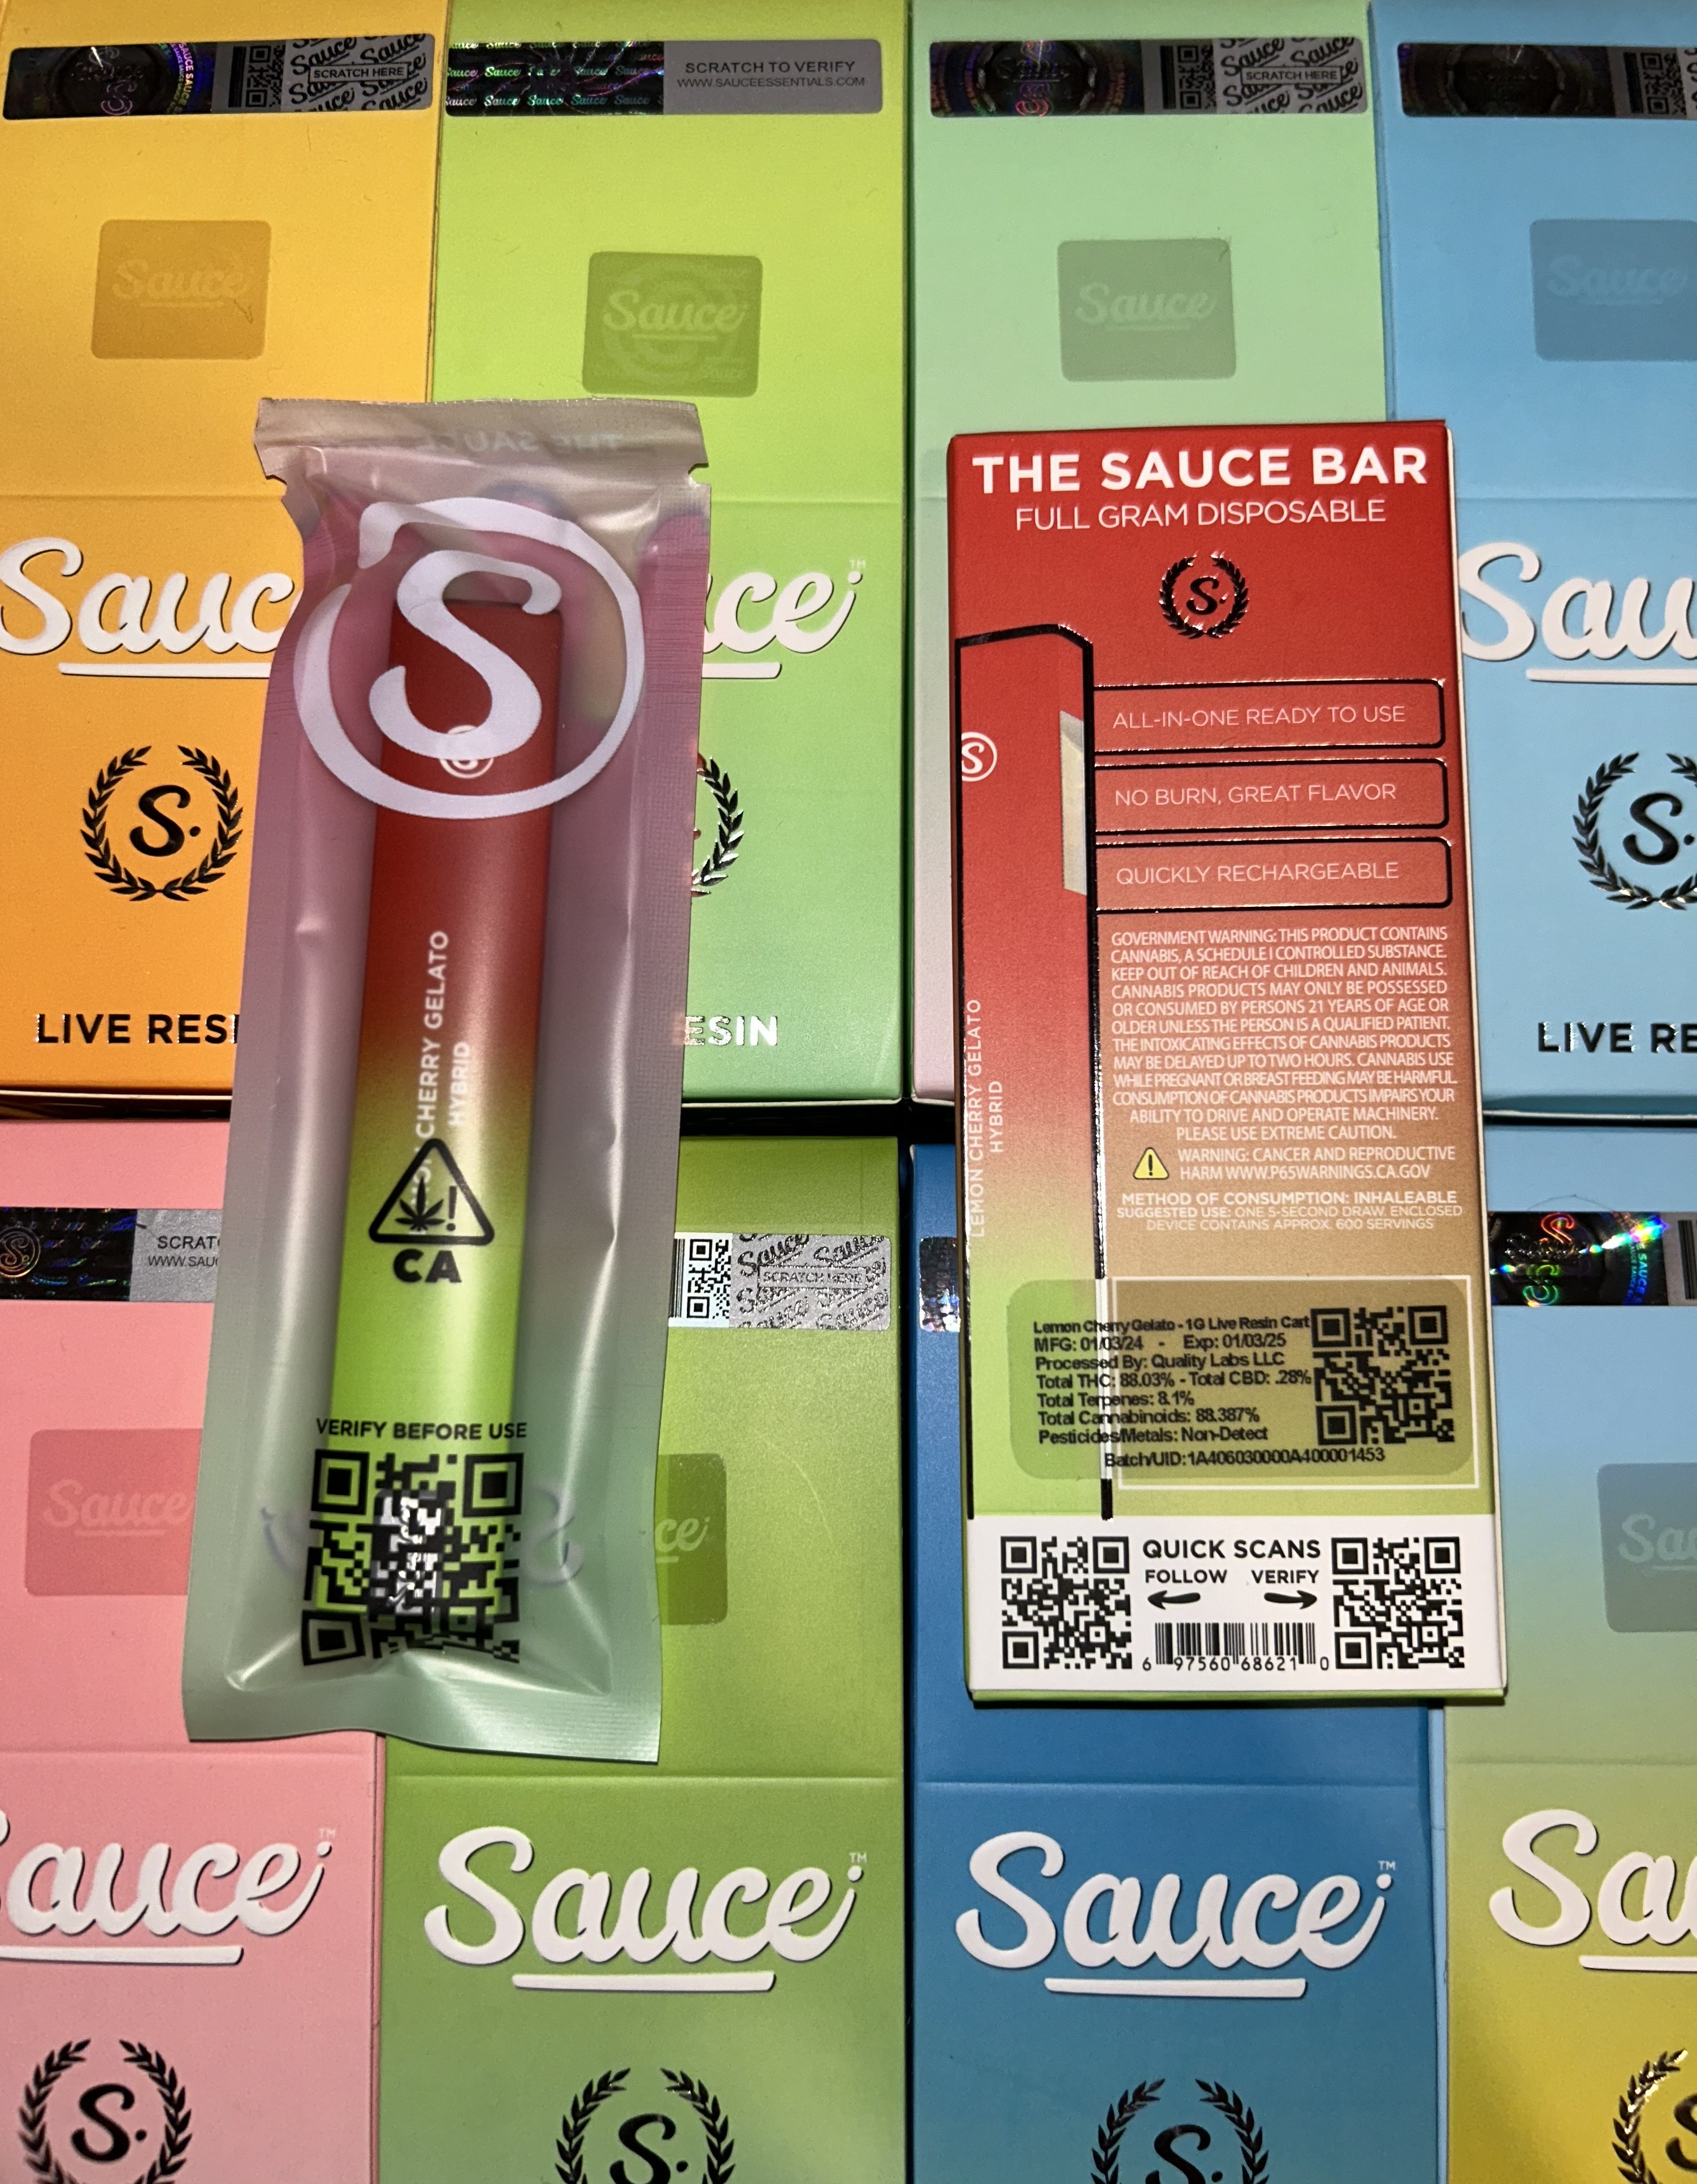 SCRATCH HERE
SCRATCH TO VERIFY
WWW.SAUCEESSENTIALS.COM
SCRATCH HERE
Sauce
Sauce
Sauce
Sauce
LIVE RESI
ESIN
LIVE RE
S
LEMON CHERRY GELATO
HYBRID
CA
VERIFY BEFORE USE
THE SAUCE BAR
FULL GRAM DISPOSABLE
S.
ALL-IN-ONE READY TO USE
NO BURN, GREAT FLAVOR
QUICKLY RECHARGEABLE
GOVERNMENT WARNING: THIS PRODUCT CONTAINS
CANNABIS, A SCHEDULE I CONTROLLED SUBSTANCE.
KEEP OUT OF REACH OF CHILDREN AND ANIMALS.
CANNABIS PRODUCTS MAY ONLY BE POSSESSED
OR CONSUMED BY PERSONS 21 YEARS OF AGE OR
OLDER UNLESS THE PERSON IS A QUALIFIED PATIENT.
THE INTOXICATING EFFECTS OF CANNABIS PRODUCTS
MAY BE DELAYED UP TO TWO HOURS. CANNABIS USE
WHILE PREGNANT OR BREAST FEEDING MAY BE HARMFUL.
CONSUMPTION OF CANNABIS PRODUCTS IMPAIRS YOUR
ABILITY TO DRIVE AND OPERATE MACHINERY.
PLEASE USE EXTREME CAUTION.
WARNING: CANCER AND REPRODUCTIVE
HARM WWW.P65WARNINGS.CA.GOV
METHOD OF CONSUMPTION: INHALEABLE
SUGGESTED USE: ONE 5-SECOND DRAW. ENCLOSED
DEVICE CONTAINS APPROX. 600 SERVINGS
LEMON CHERRY GELATO
HYBRID
Lemon Cherry Gelato - 1G Live Resin Cart
MFG: 01/03/24 - Exp: 01/03/25
Processed By: Quality Labs LLC
Total THC: 88.03% - Total CBD: .28%
Total Terpenes: 8.1%
Total Cannabinoids: 88.387%
Pesticides/Metals: Non-Detect
Batch/UID:1A406030000A400001453
QUICK SCANS
FOLLOW VERIFY
6 97560 68621 0
SCRATCH HERE
Sauce
Sauce™
Sauce™
Sauce™
S.
S.
S.